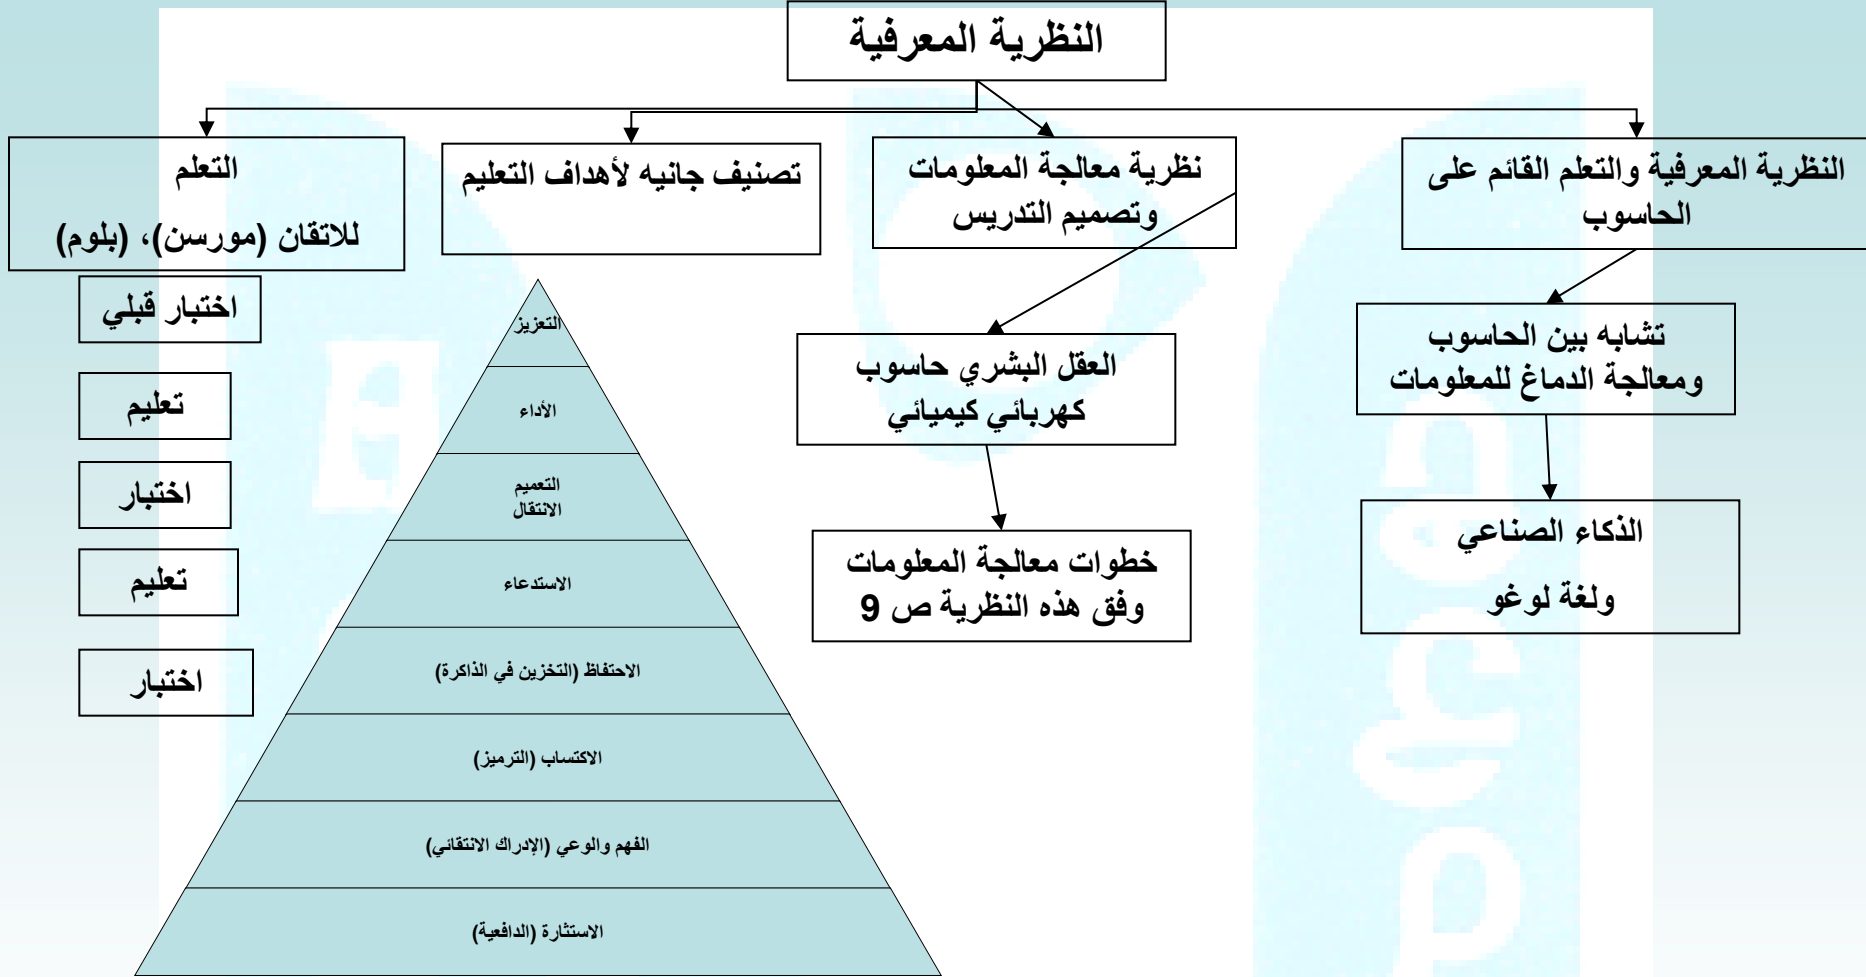 النظرية المعرفية
النظرية المعرفية والتعلم القائم على
الحاسوب
تشابه بين الحاسوب
ومعالجة الدماغ للمعلومات
الذكاء الصناعي
ولغة لوغو
نظرية معالجة المعلومات
وتصميم التدريس
العقل البشري حاسوب
كهربائي كيميائي
خطوات معالجة المعلومات
وفق هذه النظرية ص 9
تصنيف جانيه لأهداف التعليم
التعزيز
الأداء
التعميم
الانتقال
الاستدعاء
الاحتفاظ (التخزين في الذاكرة)
الاكتساب (الترميز)
الفهم والوعي (الإدراك الانتقائي)
الاستثارة (الدافعية)
التعلم
للاتقان (مورسن)، (بلوم)
اختبار قبلي
تعليم
اختبار
تعليم
اختبار